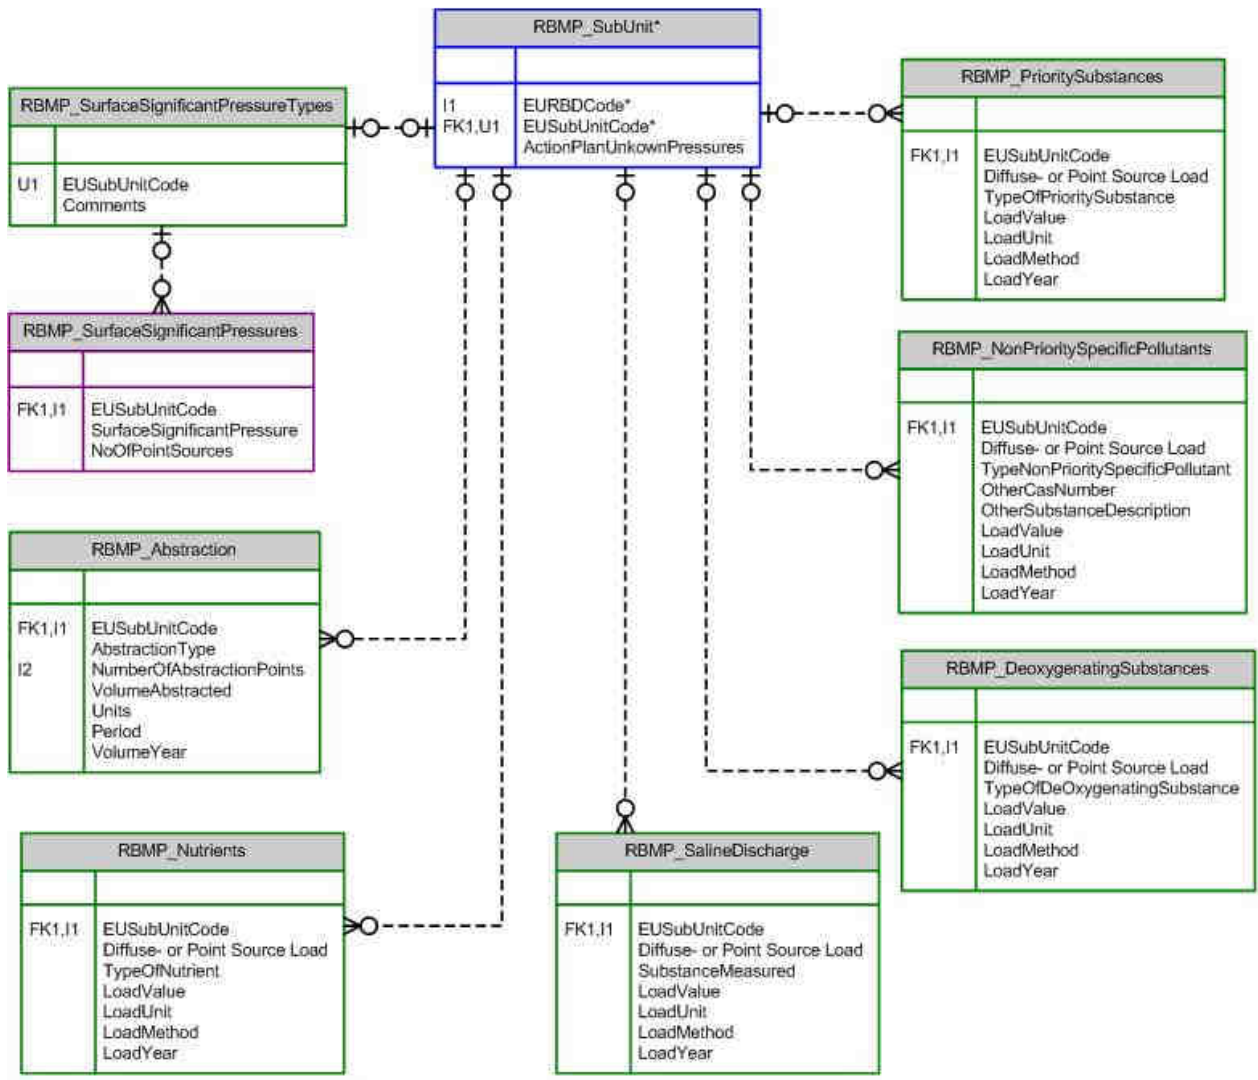 RBMP_SubUnit*
I1 EURBDCode*
FK1,U1 EUSubUnitCode*
ActionPlanUnkownPressures
RBMP_SurfaceSignificantPressureTypes
U1 EUSubUnitCode
Comments
RBMP_SurfaceSignificantPressures
FK1,I1 EUSubUnitCode
SurfaceSignificantPressure
NoOfPointSources
RBMP_Abstraction
FK1,I1 EUSubUnitCode
AbstractionType
I2 NumberOfAbstractionPoints
VolumeAbstracted
Units
Period
VolumeYear
RBMP_Nutrients
FK1,I1 EUSubUnitCode
Diffuse- or Point Source Load
TypeOfNutrient
LoadValue
LoadUnit
LoadMethod
LoadYear
RBMP_SalineDischarge
FK1,I1 EUSubUnitCode
Diffuse- or Point Source Load
SubstanceMeasured
LoadValue
LoadUnit
LoadMethod
LoadYear
RBMP_PrioritySubstances
FK1,I1 EUSubUnitCode
Diffuse- or Point Source Load
TypeOfPrioritySubstance
LoadValue
LoadUnit
LoadMethod
LoadYear
RBMP_NonPrioritySpecificPollutants
FK1,I1 EUSubUnitCode
Diffuse- or Point Source Load
TypeNonPrioritySpecificPollutant
OtherCasNumber
OtherSubstanceDescription
LoadValue
LoadUnit
LoadMethod
LoadYear
RBMP_DeoxygenatingSubstances
FK1,I1 EUSubUnitCode
Diffuse- or Point Source Load
TypeOfDeOxygenatingSubstance
LoadValue
LoadUnit
LoadMethod
LoadYear